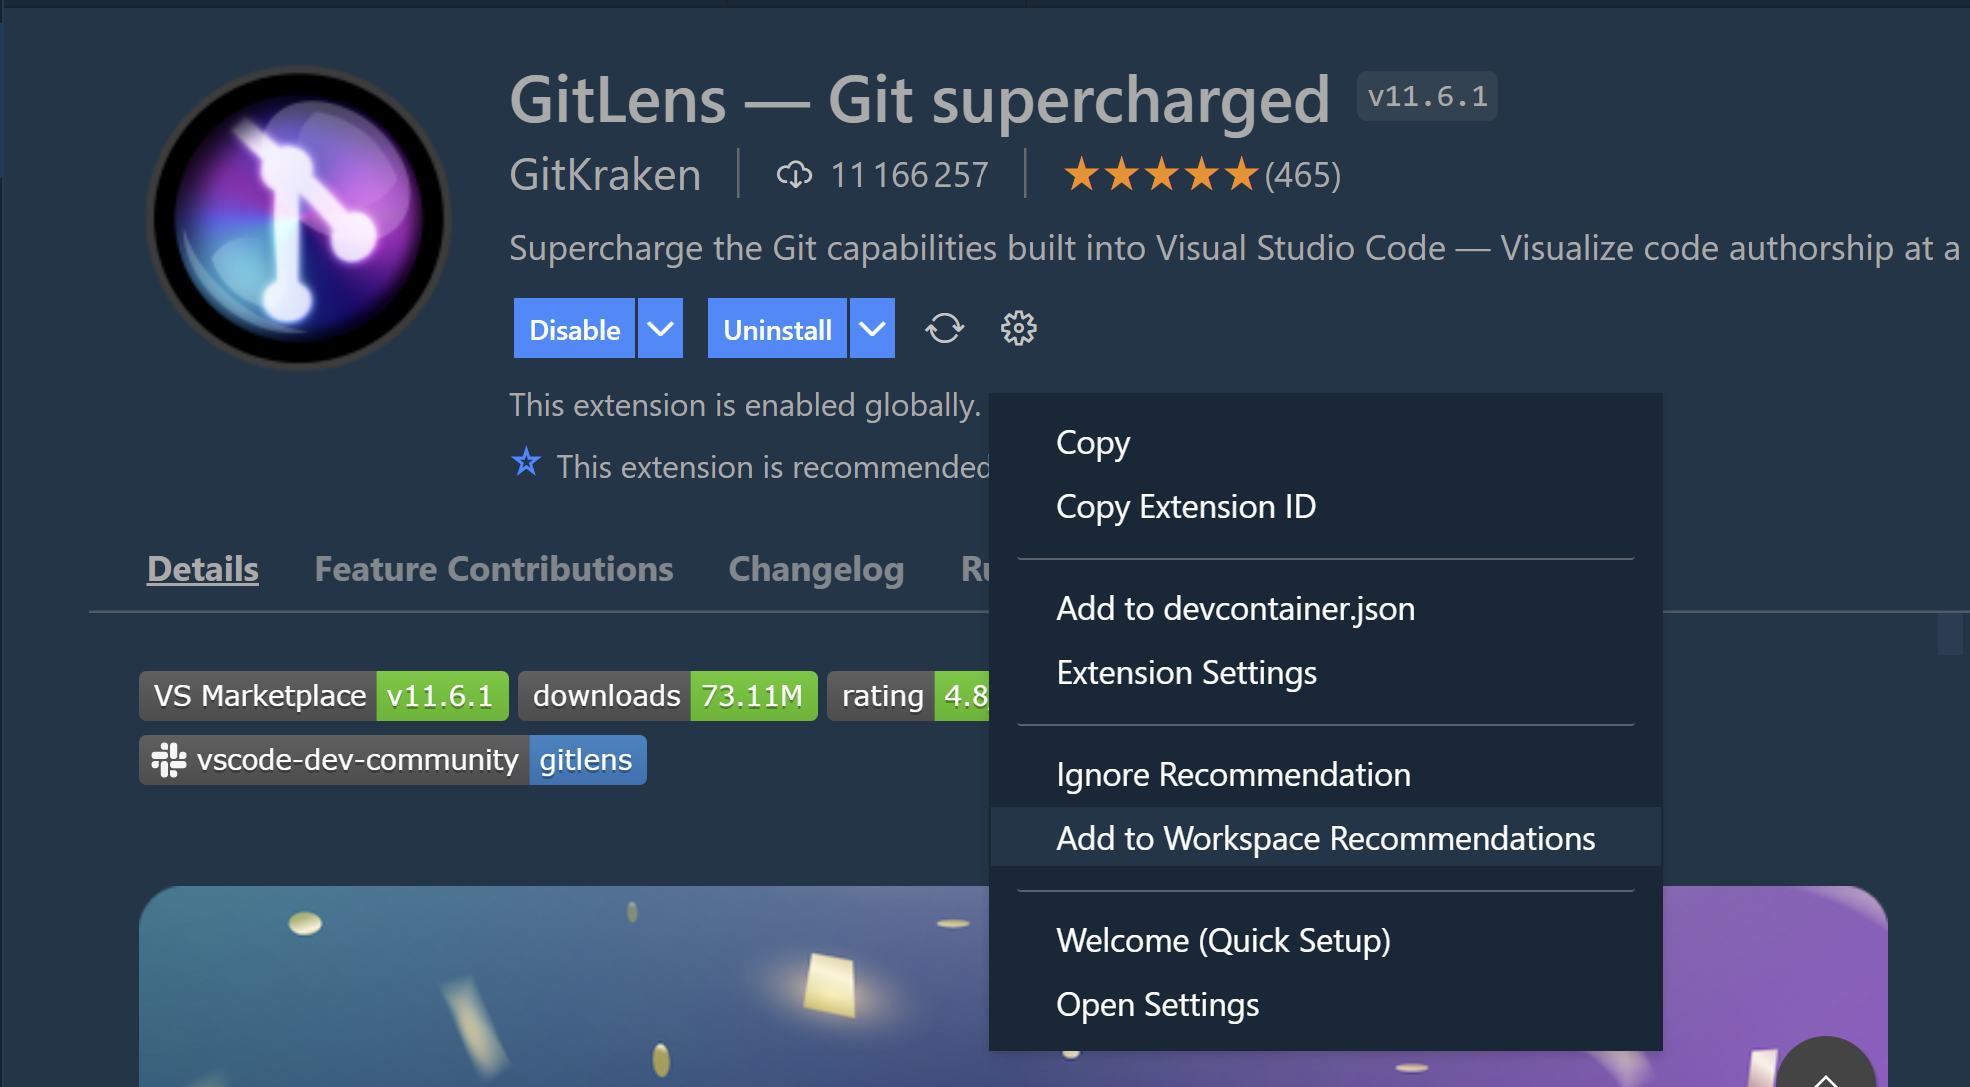 GitLens — Git supercharged v11.6.1
GitKraken 11 166 257 ★★★★★(465)
Supercharge the Git capabilities built into Visual Studio Code — Visualize code authorship at a
Disable Uninstall
This extension is enabled globally.
This extension is recommended
Details Feature Contributions Changelog
VS Marketplace v11.6.1 downloads 73.11M rating 4.8
vscode-dev-community gitlens
Copy
Copy Extension ID
Add to devcontainer.json
Extension Settings
Ignore Recommendation
Add to Workspace Recommendations
Welcome (Quick Setup)
Open Settings